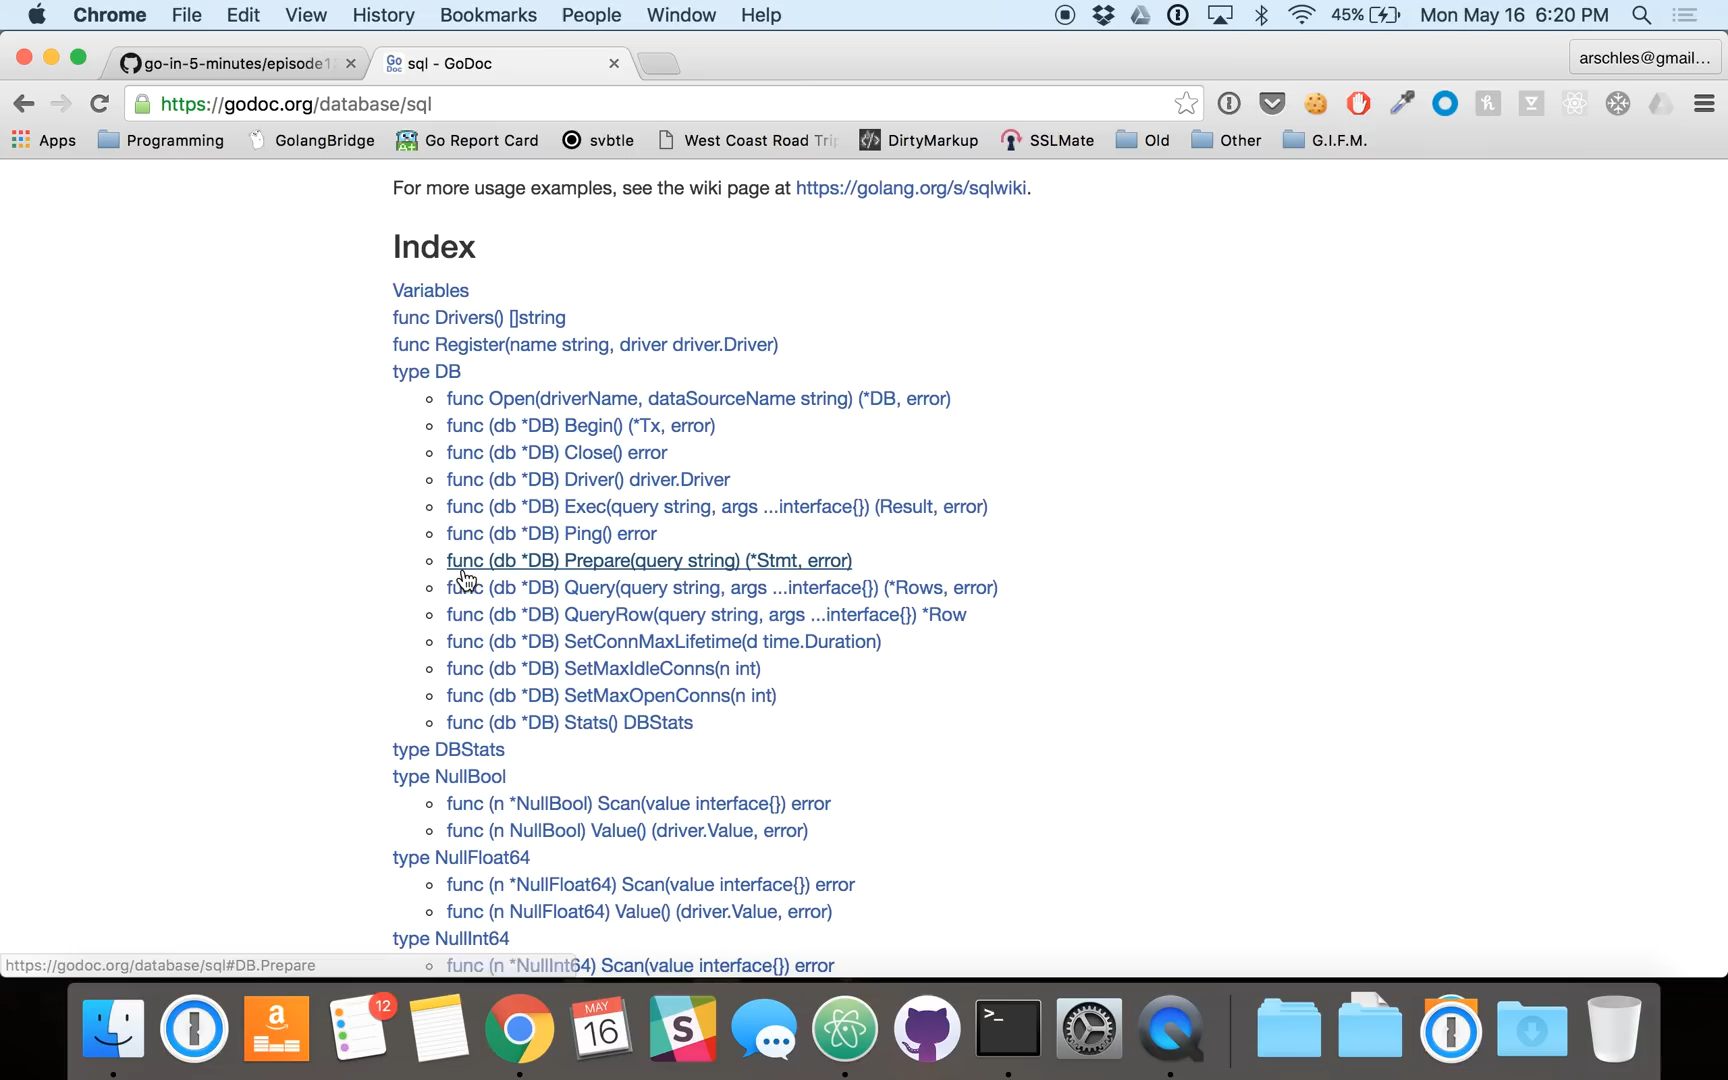 Chrome File Edit View History Bookmarks People Window Help 45% Mon May 16 6:20 PM
go-in-5-minutes/episode1 sql - GoDoc arschles@gmail...
https://godoc.org/database/sql
Apps Programming GolangBridge Go Report Card svbtle West Coast Road Tri DirtyMarkup SSLMate Old Other G.I.F.M.
For more usage examples, see the wiki page at https://golang.org/s/sqlwiki.
Index
Variables
func Drivers() []string
func Register(name string, driver driver.Driver)
type DB
func Open(driverName, dataSourceName string) (*DB, error)
func (db *DB) Begin() (*Tx, error)
func (db *DB) Close() error
func (db *DB) Driver() driver.Driver
func (db *DB) Exec(query string, args ...interface{}) (Result, error)
func (db *DB) Ping() error
func (db *DB) Prepare(query string) (*Stmt, error)
func (db *DB) Query(query string, args ...interface{}) (*Rows, error)
func (db *DB) QueryRow(query string, args ...interface{}) *Row
func (db *DB) SetConnMaxLifetime(d time.Duration)
func (db *DB) SetMaxIdleConns(n int)
func (db *DB) SetMaxOpenConns(n int)
func (db *DB) Stats() DBStats
type DBStats
type NullBool
func (n *NullBool) Scan(value interface{}) error
func (n NullBool) Value() (driver.Value, error)
type NullFloat64
func (n *NullFloat64) Scan(value interface{}) error
func (n NullFloat64) Value() (driver.Value, error)
type NullInt64
https://godoc.org/database/sql#DB.Prepare func (n *NullInt64) Scan(value interface{}) error
12
MAY
16